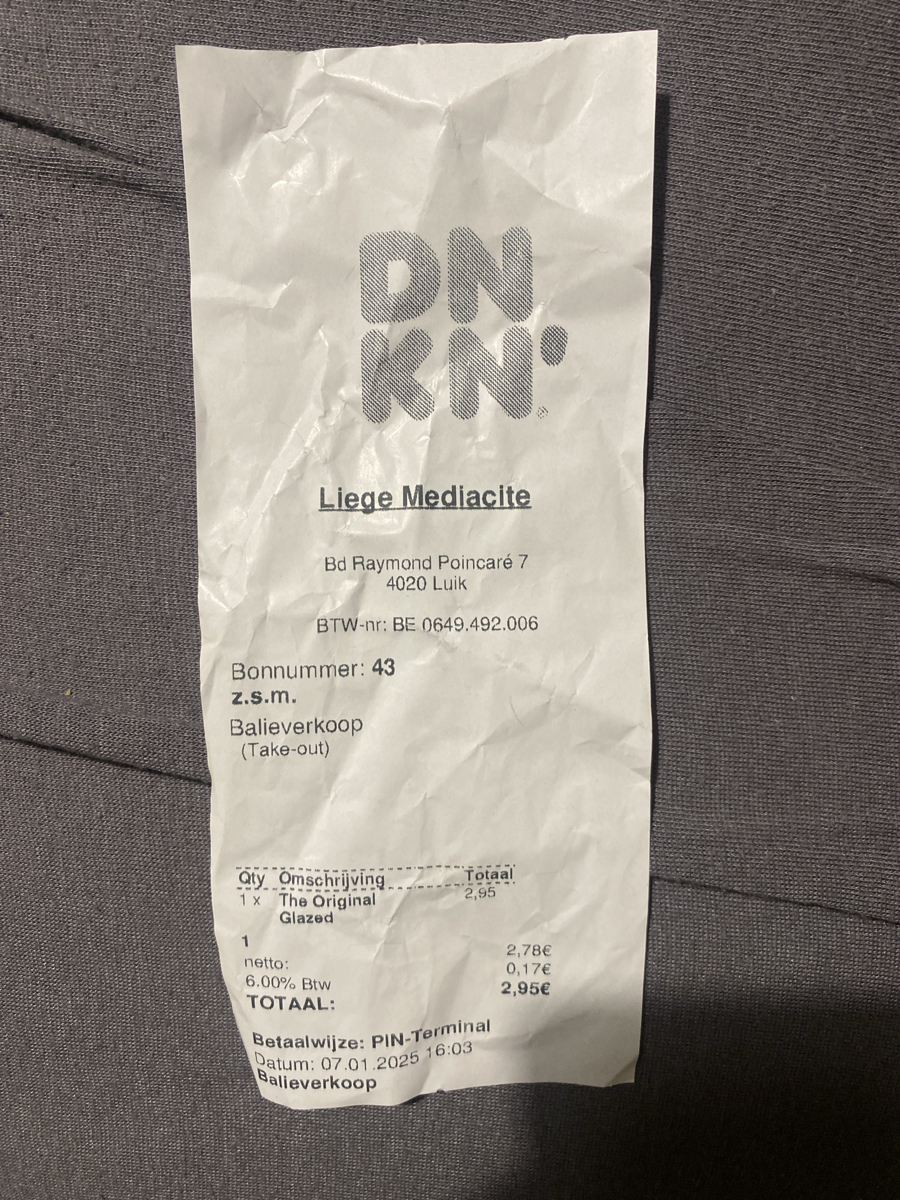 DN
KN'®
Liege Mediacite
Bd Raymond Poincaré 7
4020 Luik
BTW-nr: BE 0649.492.006
Bonnummer: 43
z.s.m.
Balieverkoop
(Take-out)
Qty Omschrijving Totaal
1 x The Original 2,95
Glazed
1
netto: 2,78€
6.00% Btw 0,17€
TOTAAL: 2,95€
Betaalwijze: PIN-Terminal
Datum: 07.01.2025 16:03
Balieverkoop